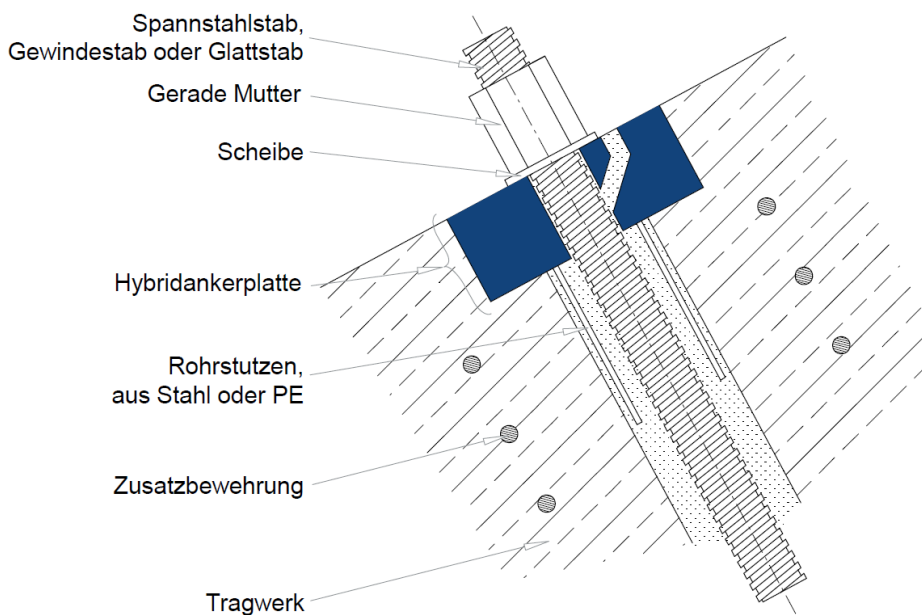 Spannstahlstab,
Gewindestab oder Glattstab
Gerade Mutter
Scheibe
Hybridankerplatte
Rohrstutzen,
aus Stahl oder PE
Zusatzbewehrung
Tragwerk